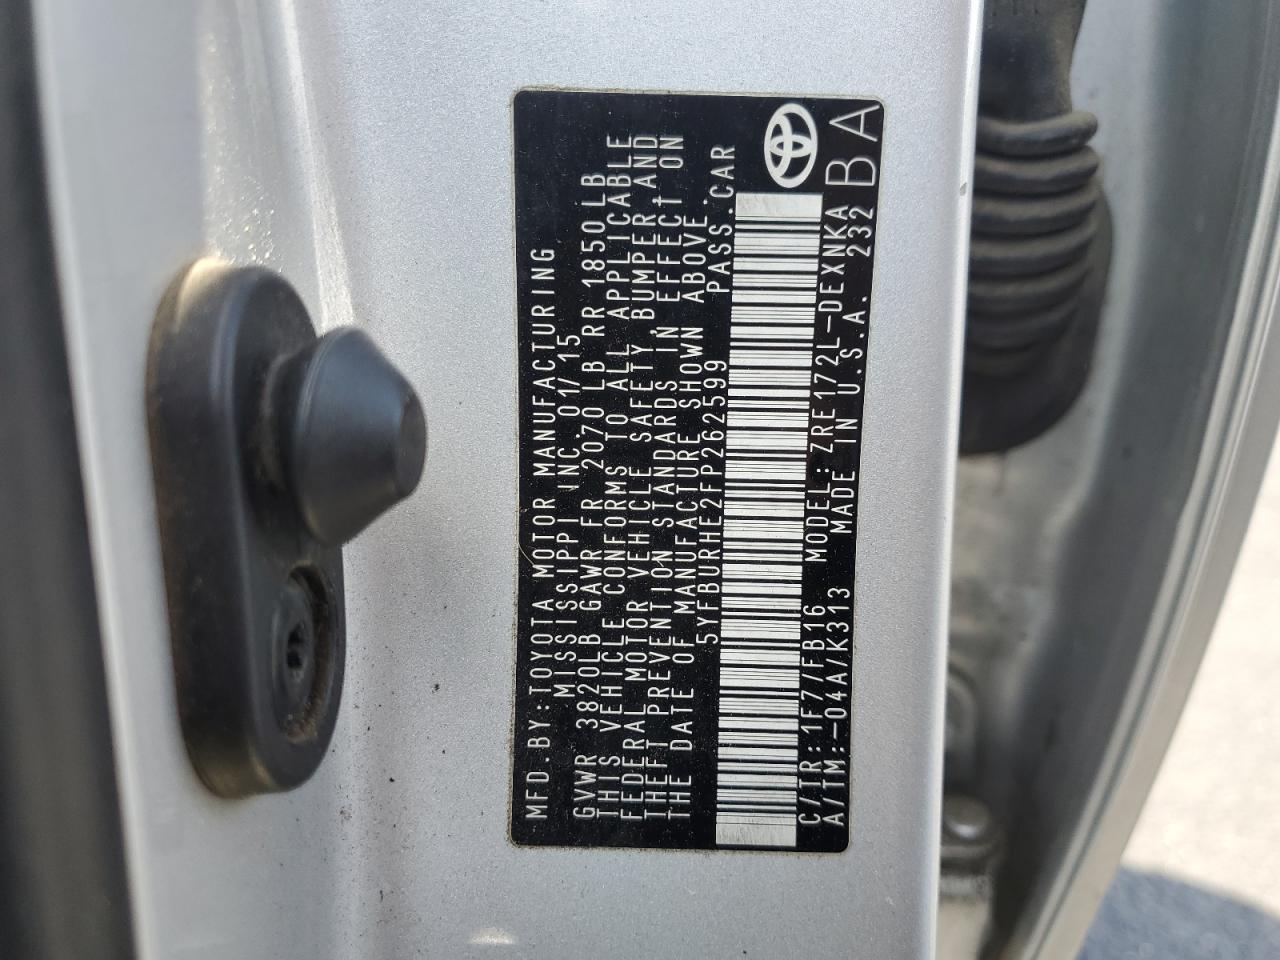 MFD.BY:TOYOTA MOTOR MANUFACTURING
MISSISSIPPI INC. 01/15
GVWR 3820LB GAWR FR 2070 LB RR 1850LB
THIS VEHICLE CONFORMS TO ALL APPLICABLE
FEDERAL MOTOR VEHICLE SAFETY,BUMPER,AND
THEFT PREVENTION STANDARDS IN EFFECT ON
THE DATE OF MANUFACTURE SHOWN ABOVE.
5YFBURHE2FP262599 PASS.CAR
C/TR: 1F7/FB16 MODEL: ZRE172L-DEXNKA
A/TM:-04A/K313 MADE IN U.S.A. 232 BA